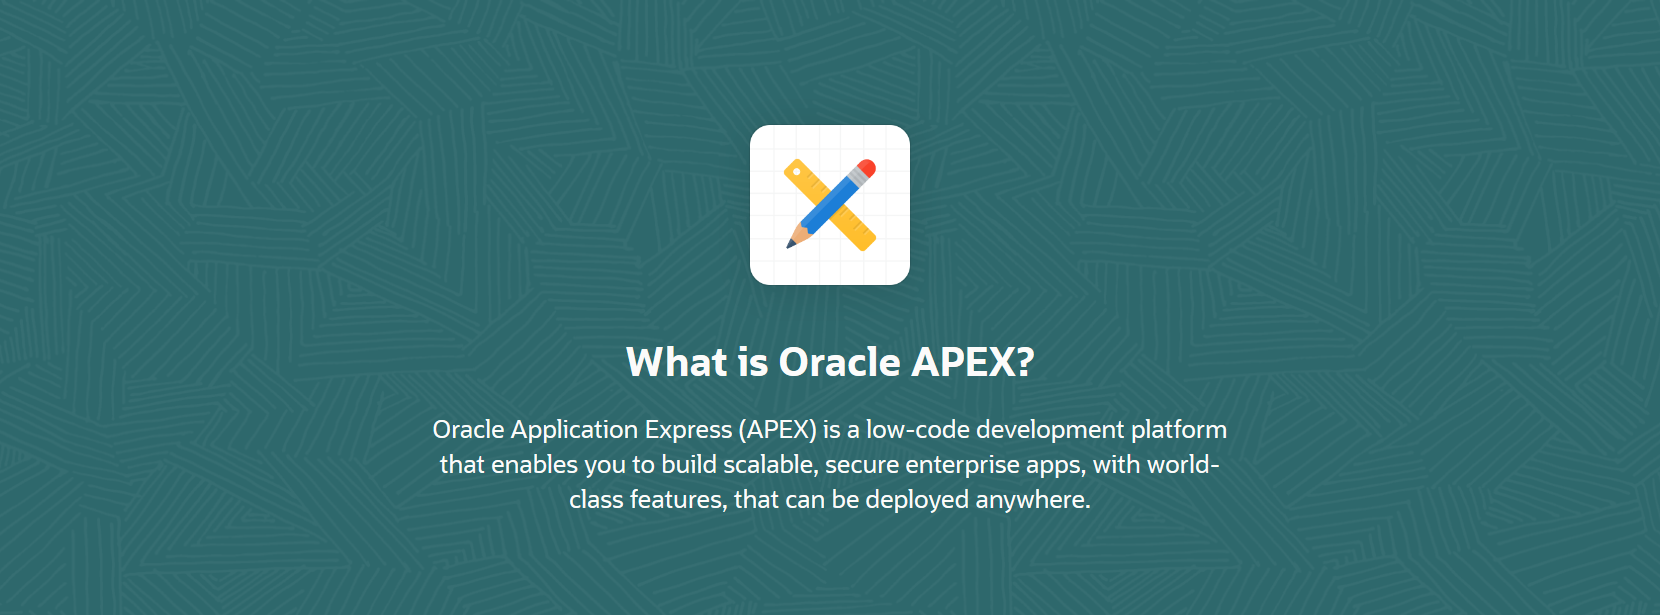 What is Oracle APEX?
Oracle Application Express (APEX) is a low-code development platform
that enables you to build scalable, secure enterprise apps, with world-
class features, that can be deployed anywhere.